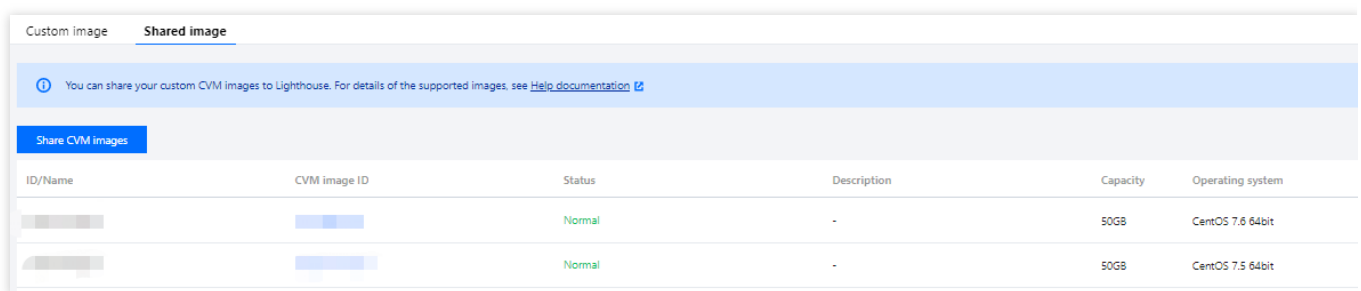 Custom image Shared image
You can share your custom CVM images to Lighthouse. For details of the supported images, see Help documentation
Share CVM images
ID/Name CVM image ID Status Description Capacity Operating system
Normal - 50GB CentOS 7.6 64bit
Normal - 50GB CentOS 7.5 64bit